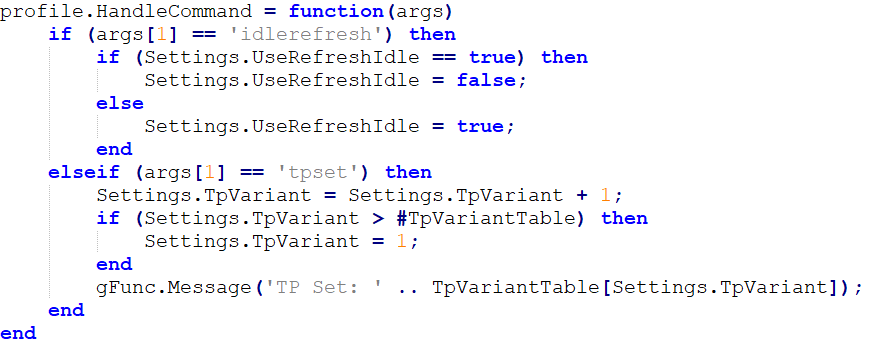 profile.HandleCommand = function(args)
    if (args[1] == 'idlerefresh') then
        if (Settings.UseRefreshIdle == true) then
            Settings.UseRefreshIdle = false;
        else
            Settings.UseRefreshIdle = true;
        end
    elseif (args[1] == 'tpset') then
        Settings.TpVariant = Settings.TpVariant + 1;
        if (Settings.TpVariant > #TpVariantTable) then
            Settings.TpVariant = 1;
        end
        gFunc.Message('TP Set: ' .. TpVariantTable[Settings.TpVariant]);
    end
end